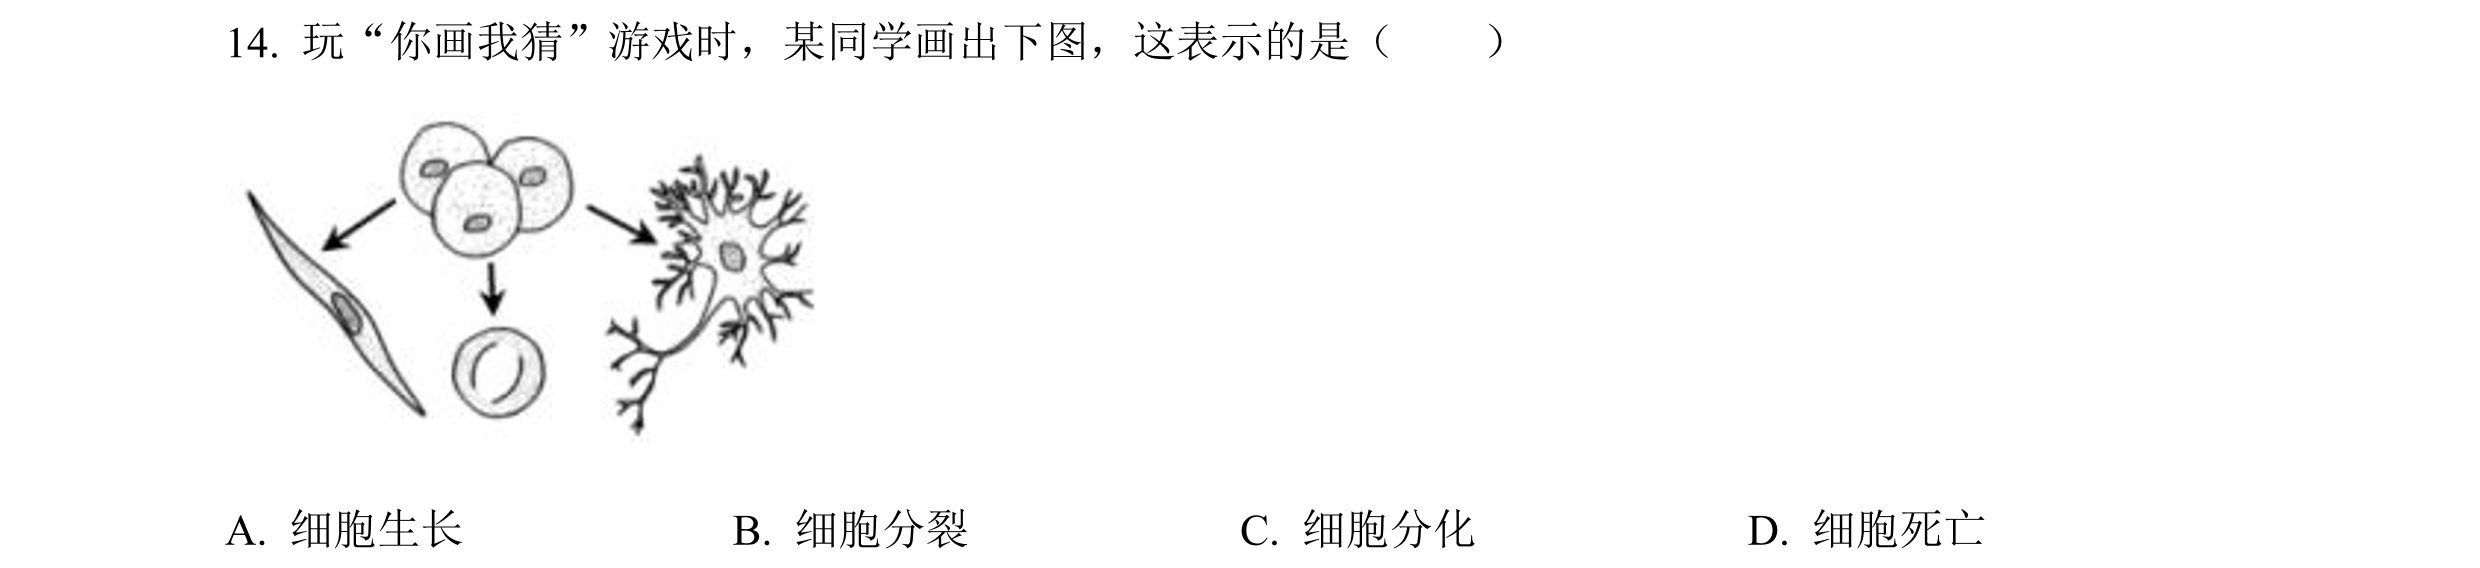 14. 玩“你画我猜”游戏时，某同学画出下图，这表示的是（　　）
A. 细胞生长　　B. 细胞分裂　　C. 细胞分化　　D. 细胞死亡